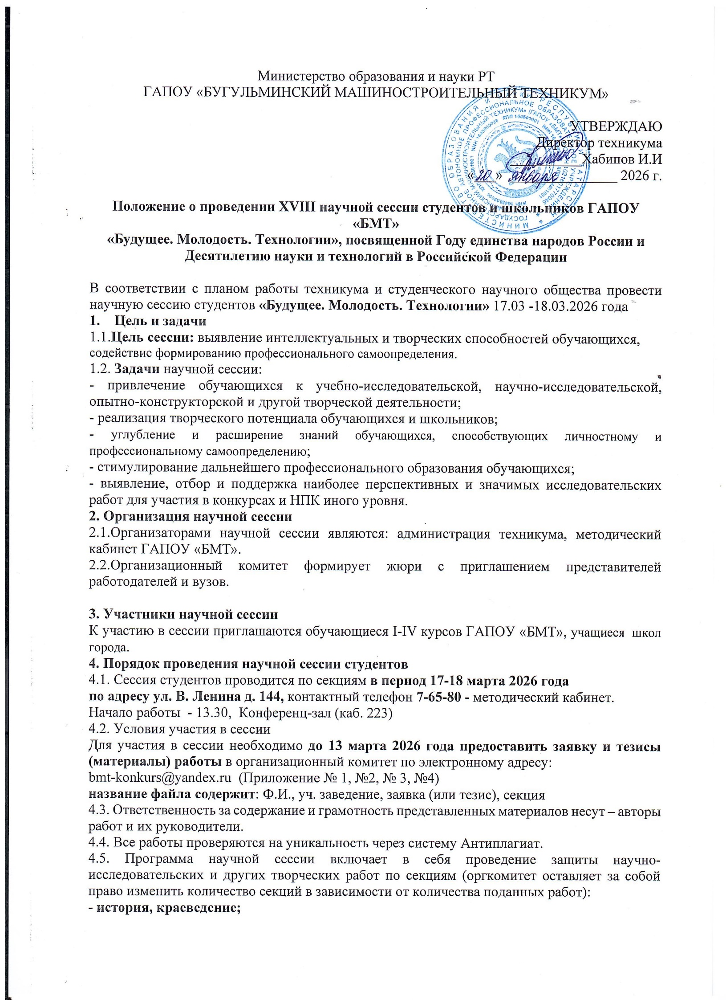 Министерство образования и науки РТ
ГАПОУ «БУГУЛЬМИНСКИЙ МАШИНОСТРОИТЕЛЬНЫЙ ТЕХНИКУМ»
УТВЕРЖДАЮ
Директор техникума
__________Хабипов И.И
«20» января 2026 г.
Положение о проведении XVIII научной сессии студентов и школьников ГАПОУ
«БМТ»
«Будущее. Молодость. Технологии», посвященной Году единства народов России и
Десятилетию науки и технологий в Российской Федерации
В соответствии с планом работы техникума и студенческого научного общества провести
научную сессию студентов «Будущее. Молодость. Технологии» 17.03 -18.03.2026 года
1. Цель и задачи
1.1.Цель сессии: выявление интеллектуальных и творческих способностей обучающихся,
содействие формированию профессионального самоопределения.
1.2. Задачи научной сессии:
- привлечение обучающихся к учебно-исследовательской, научно-исследовательской,
опытно-конструкторской и другой творческой деятельности;
- реализация творческого потенциала обучающихся и школьников;
- углубление и расширение знаний обучающихся, способствующих личностному и
профессиональному самоопределению;
- стимулирование дальнейшего профессионального образования обучающихся;
- выявление, отбор и поддержка наиболее перспективных и значимых исследовательских
работ для участия в конкурсах и НПК иного уровня.
2. Организация научной сессии
2.1.Организаторами научной сессии являются: администрация техникума, методический
кабинет ГАПОУ «БМТ».
2.2.Организационный комитет формирует жюри с приглашением представителей
работодателей и вузов.
3. Участники научной сессии
К участию в сессии приглашаются обучающиеся I-IV курсов ГАПОУ «БМТ», учащиеся школ
города.
4. Порядок проведения научной сессии студентов
4.1. Сессия студентов проводится по секциям в период 17-18 марта 2026 года
по адресу ул. В. Ленина д. 144, контактный телефон 7-65-80 - методический кабинет.
Начало работы - 13.30, Конференц-зал (каб. 223)
4.2. Условия участия в сессии
Для участия в сессии необходимо до 13 марта 2026 года предоставить заявку и тезисы
(материалы) работы в организационный комитет по электронному адресу:
bmt-konkurs@yandex.ru (Приложение № 1, №2, № 3, №4)
название файла содержит: Ф.И., уч. заведение, заявка (или тезис), секция
4.3. Ответственность за содержание и грамотность представленных материалов несут – авторы
работ и их руководители.
4.4. Все работы проверяются на уникальность через систему Антиплагиат.
4.5. Программа научной сессии включает в себя проведение защиты научно-
исследовательских и других творческих работ по секциям (оргкомитет оставляет за собой
право изменить количество секций в зависимости от количества поданных работ):
- история, краеведение;